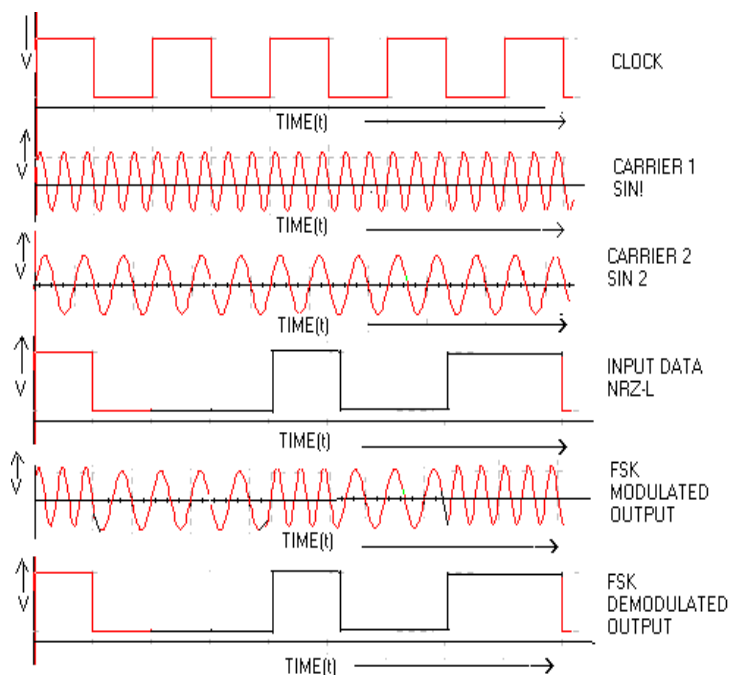 V
CLOCK
TIME(t)
V
CARRIER 1
SIN!
TIME(t)
V
CARRIER 2
SIN 2
TIME(t)
V
INPUT DATA
NRZ-L
TIME(t)
V
FSK
MODULATED
OUTPUT
TIME(t)
V
FSK
DEMODULATED
OUTPUT
TIME(t)